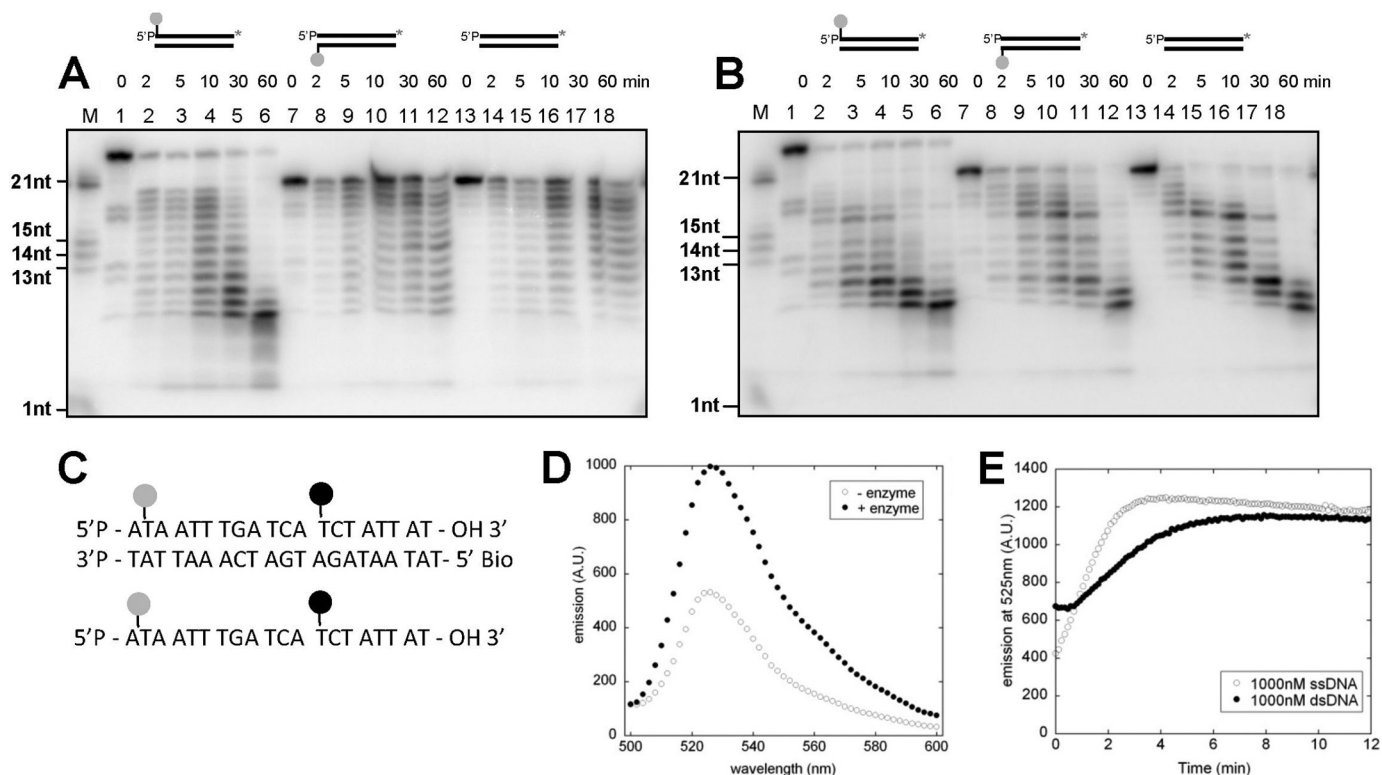 5'P * 5'P * 5'P *
A
0 2 5 10 30 60 0 2 5 10 30 60 0 2 5 10 30 60 min
M 1 2 3 4 5 6 7 8 9 10 11 12 13 14 15 16 17 18
21nt
15nt
14nt
13nt
1nt
5'P * 5'P * 5'P *
B
0 2 5 10 30 60 0 2 5 10 30 60 0 2 5 10 30 60 min
M 1 2 3 4 5 6 7 8 9 10 11 12 13 14 15 16 17 18
21nt
15nt
14nt
13nt
1nt
C
5'P - ATA ATT TGA TCA TCT ATT AT - OH 3'
3'P - TAT TAA ACT AGT AGATAA TAT- 5' Bio
5'P - ATA ATT TGA TCA TCT ATT AT - OH 3'
D
1000
800
600
400
200
0
500 520 540 560 580 600
emission (A.U.)
wavelength (nm)
- enzyme
+ enzyme
E
1400
1200
1000
800
600
400
200
0
0 2 4 6 8 10 12
emission at 525nm (A.U.)
Time (min)
1000nM ssDNA
1000nM dsDNA